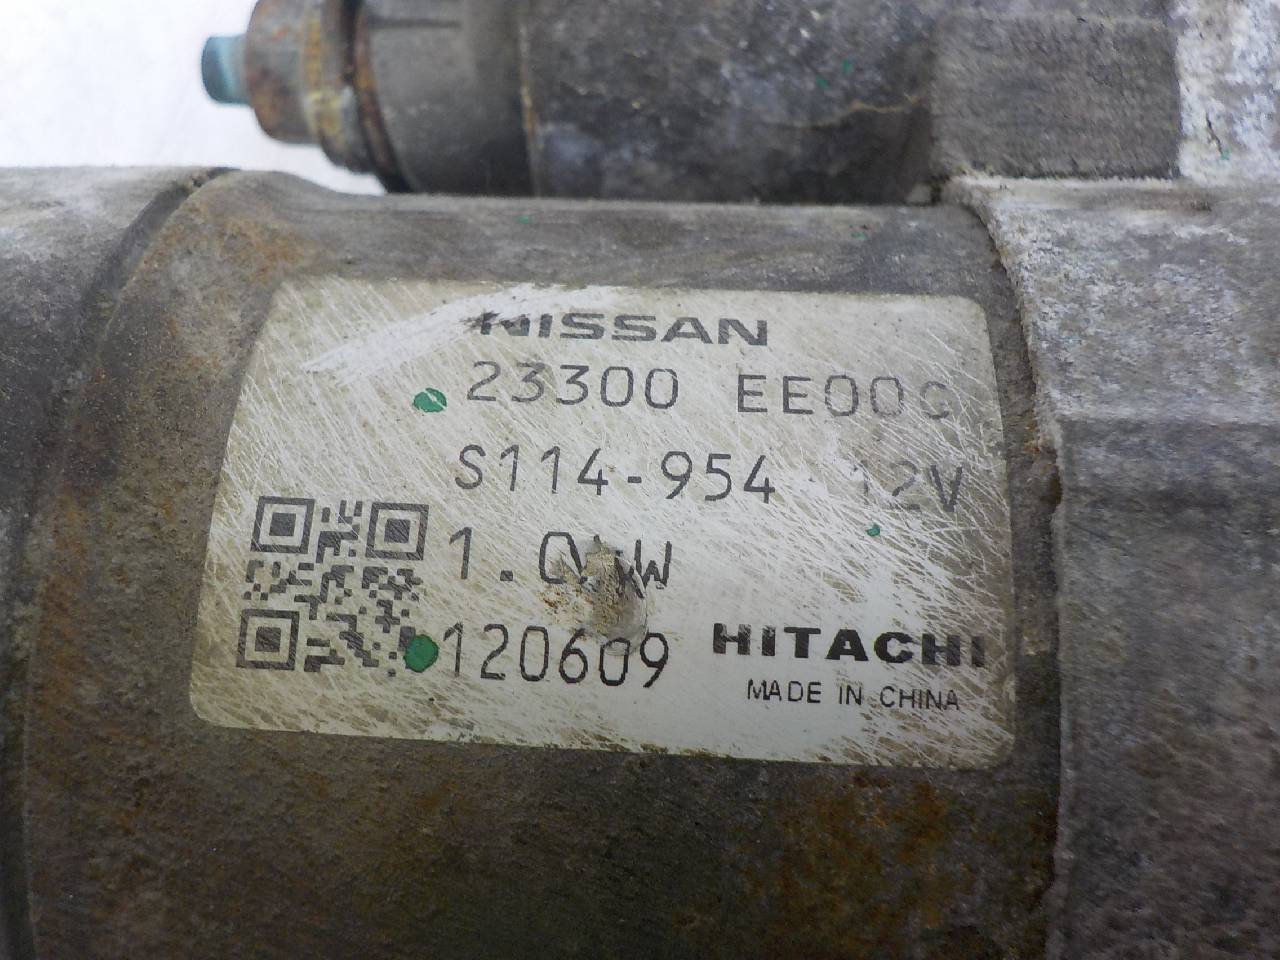 NISSAN
23300 EE00C
S114-954 12V
1.0kW
120609
HITACHI
MADE IN CHINA